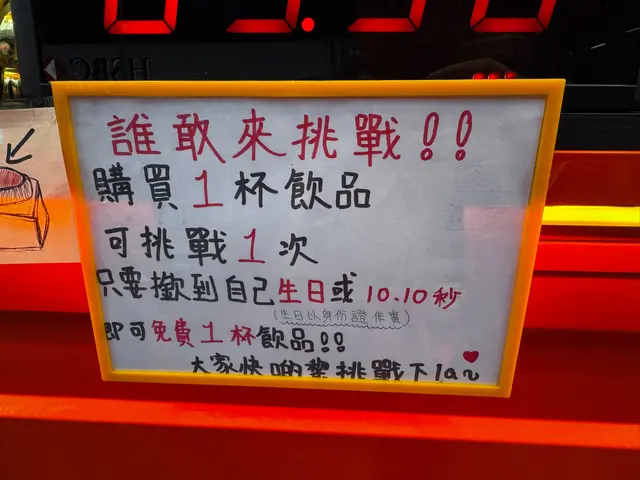 誰敢來挑戰!!
購買1杯飲品
可挑戰1次
只要撳到自己生日或10.10秒
(生日以身份證作實)
即可免費1杯飲品!!
大家快啲黎挑戰下la~